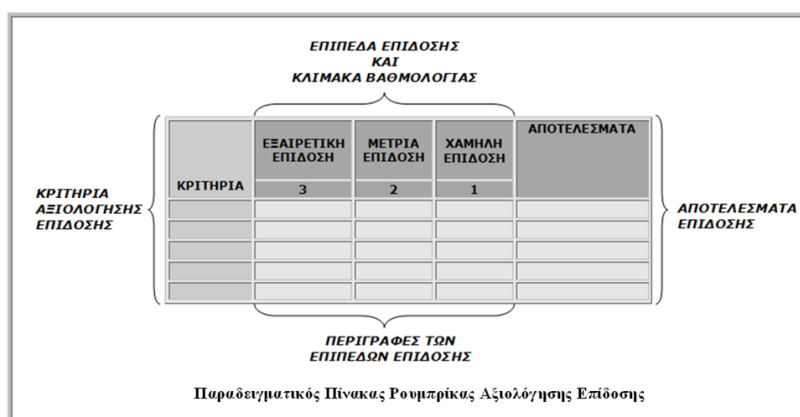 ΕΠΙΠΕΔΑ ΕΠΙΔΟΣΗΣ
ΚΑΙ
ΚΛΙΜΑΚΑ ΒΑΘΜΟΛΟΓΙΑΣ
ΚΡΙΤΗΡΙΑ
ΑΞΙΟΛΟΓΗΣΗΣ
ΕΠΙΔΟΣΗΣ
ΚΡΙΤΗΡΙΑ
ΕΞΑΙΡΕΤΙΚΗ
ΕΠΙΔΟΣΗ
3
ΜΕΤΡΙΑ
ΕΠΙΔΟΣΗ
2
ΧΑΜΗΛΗ
ΕΠΙΔΟΣΗ
1
ΑΠΟΤΕΛΕΣΜΑΤΑ
ΑΠΟΤΕΛΕΣΜΑΤΑ
ΕΠΙΔΟΣΗΣ
ΠΕΡΙΓΡΑΦΕΣ ΤΩΝ
ΕΠΙΠΕΔΩΝ ΕΠΙΔΟΣΗΣ
Παραδειγματικός Πίνακας Ρουμπρίκας Αξιολόγησης Επίδοσης